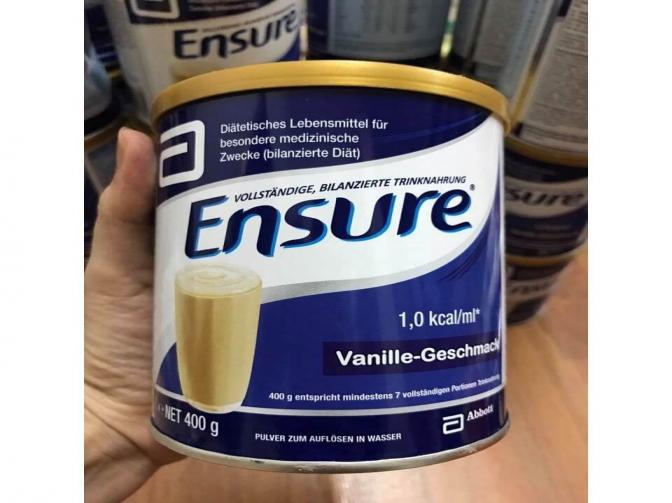 Ensure
Diätetisches Lebensmittel für
besondere medizinische
Zwecke (bilanzierte Diät)
VOLLSTÄNDIGE, BILANZIERTE TRINKNAHRUNG
Ensure®
1,0 kcal/ml*
Vanille-Geschmack
400 g entspricht mindestens 7 vollständigen Portionen Trinknahrung
NET 400 g
Abbott
PULVER ZUM AUFLÖSEN IN WASSER